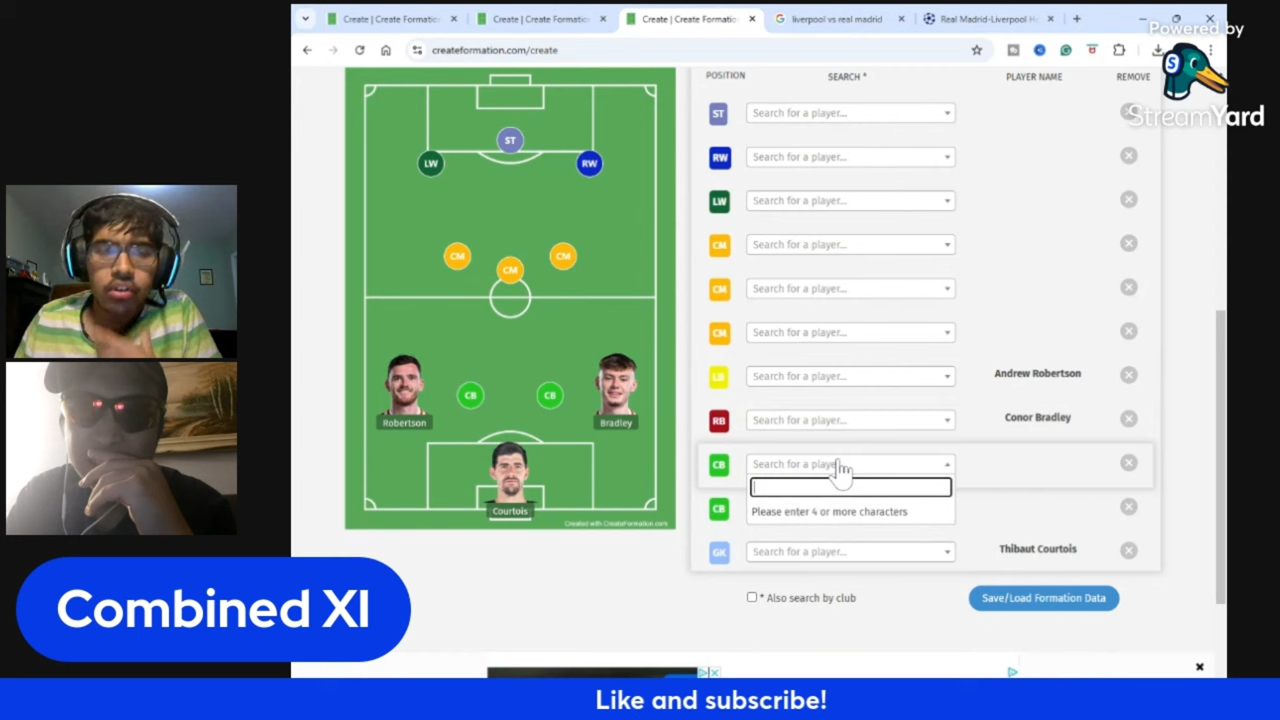 Create | Create Formation
Create | Create Formation
Create | Create Formation
liverpool vs real madrid
Real Madrid-Liverpool H
createformation.com/create
Powered by
S
StreamYard
POSITION
SEARCH *
PLAYER NAME
REMOVE
ST
Search for a player...
RW
Search for a player...
LW
Search for a player...
CM
Search for a player...
CM
Search for a player...
CM
Search for a player...
LB
Search for a player...
Andrew Robertson
RB
Search for a player...
Conor Bradley
CB
Search for a playe
Please enter 4 or more characters
CB
GK
Search for a player...
Thibaut Courtois
* Also search by club
Save/Load Formation Data
ST
LW
RW
CM
CM
CM
CB
CB
Robertson
Bradley
Courtois
Created with CreateFormation.com
Combined XI
Like and subscribe!